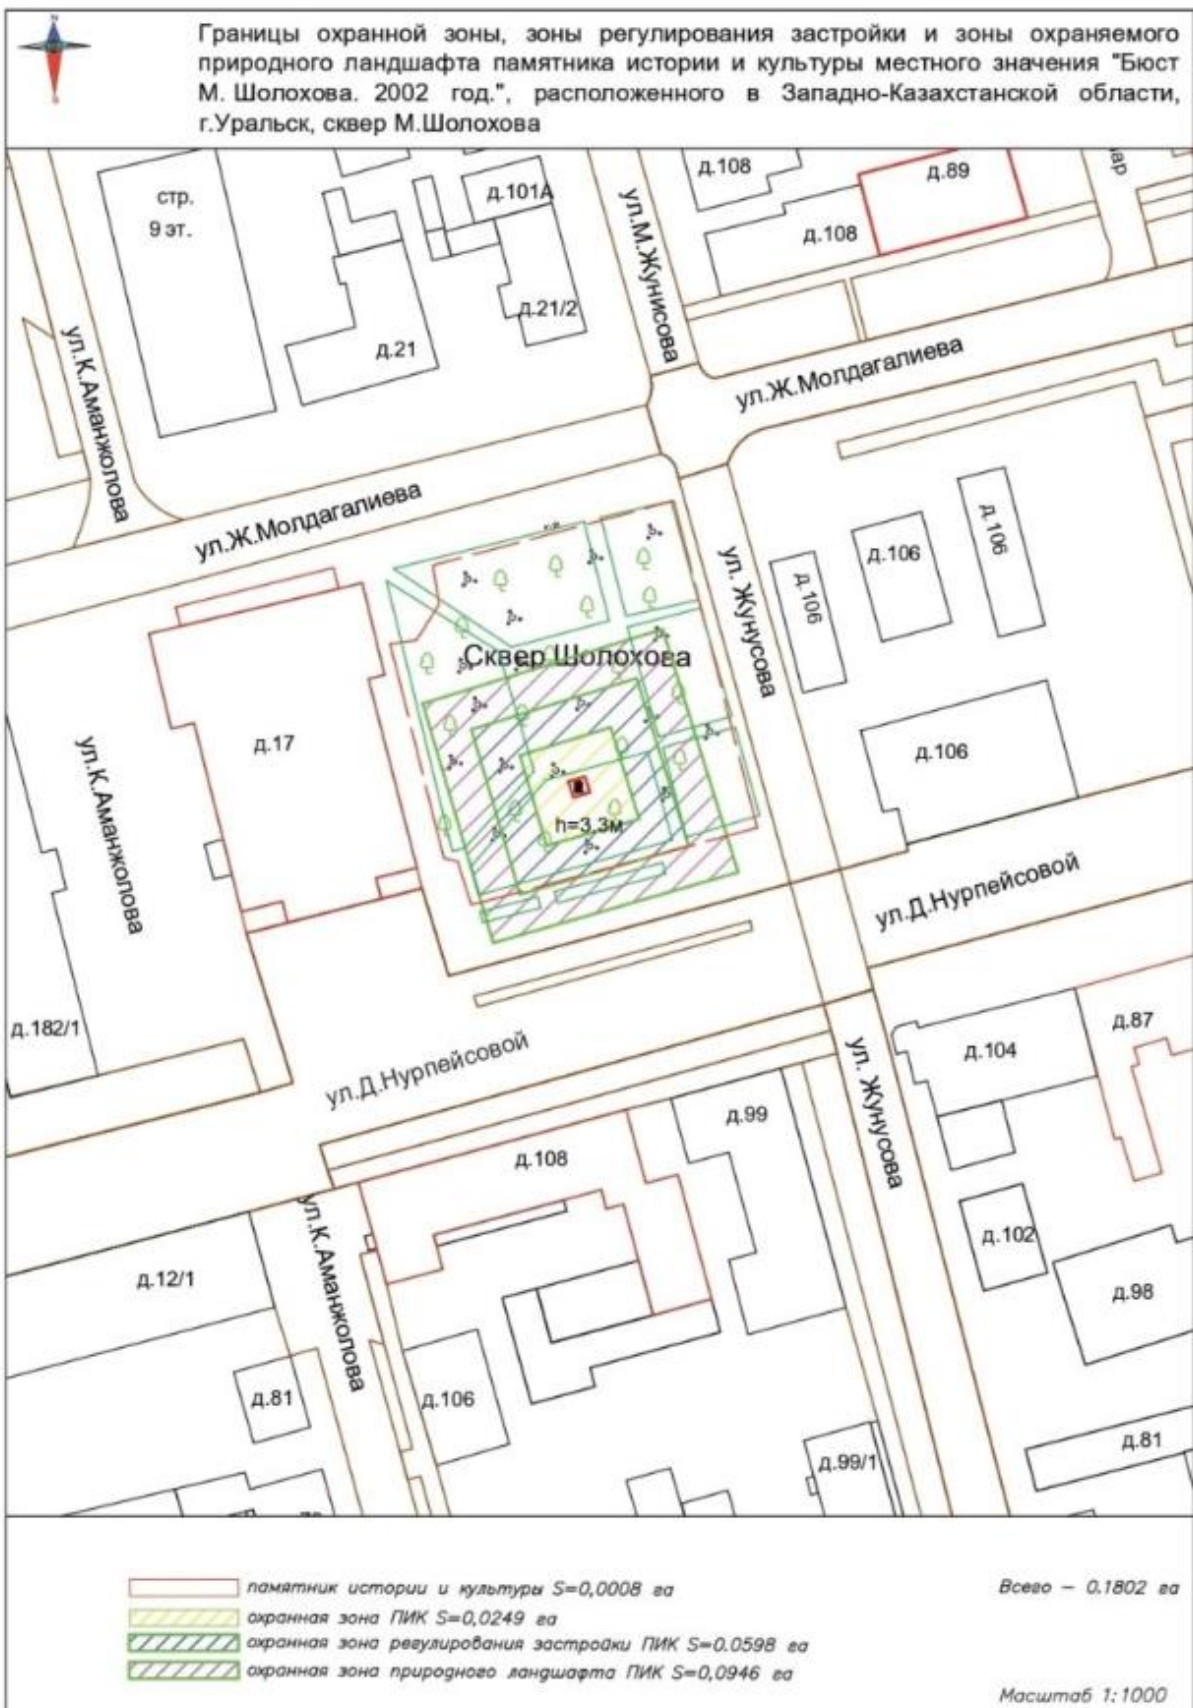 Границы охранной зоны, зоны регулирования застройки и зоны охраняемого
природного ландшафта памятника истории и культуры местного значения "Бюст
М. Шолохова. 2002 год.", расположенного в Западно-Казахстанской области,
г.Уральск, сквер М.Шолохова
стр.
9 эт.
д.101А
д.108
д.89
д.108
ул.М.Жунисова
д.21/2
д.21
ул.К.Аманжолова
ул.Ж.Молдагалиева
ул.Ж.Молдагалиева
д.106
д.106
д.106
ул. Жунусова
Сквер Шолохова
д.17
ул.К.Аманжолова
h=3.3м
д.106
ул.Д.Нурпейсовой
д.182/1
ул.Д.Нурпейсовой
ул. Жунусова
д.104
д.87
д.99
д.108
ул.К.Аманжолова
д.12/1
д.102
д.98
д.81
д.106
д.99/1
д.81
памятник истории и культуры S=0,0008 га
Всего – 0.1802 га
охранная зона ПИК S=0,0249 га
охранная зона регулирования застройки ПИК S=0.0598 га
охранная зона природного ландшафта ПИК S=0,0946 га
Масштаб 1:1000